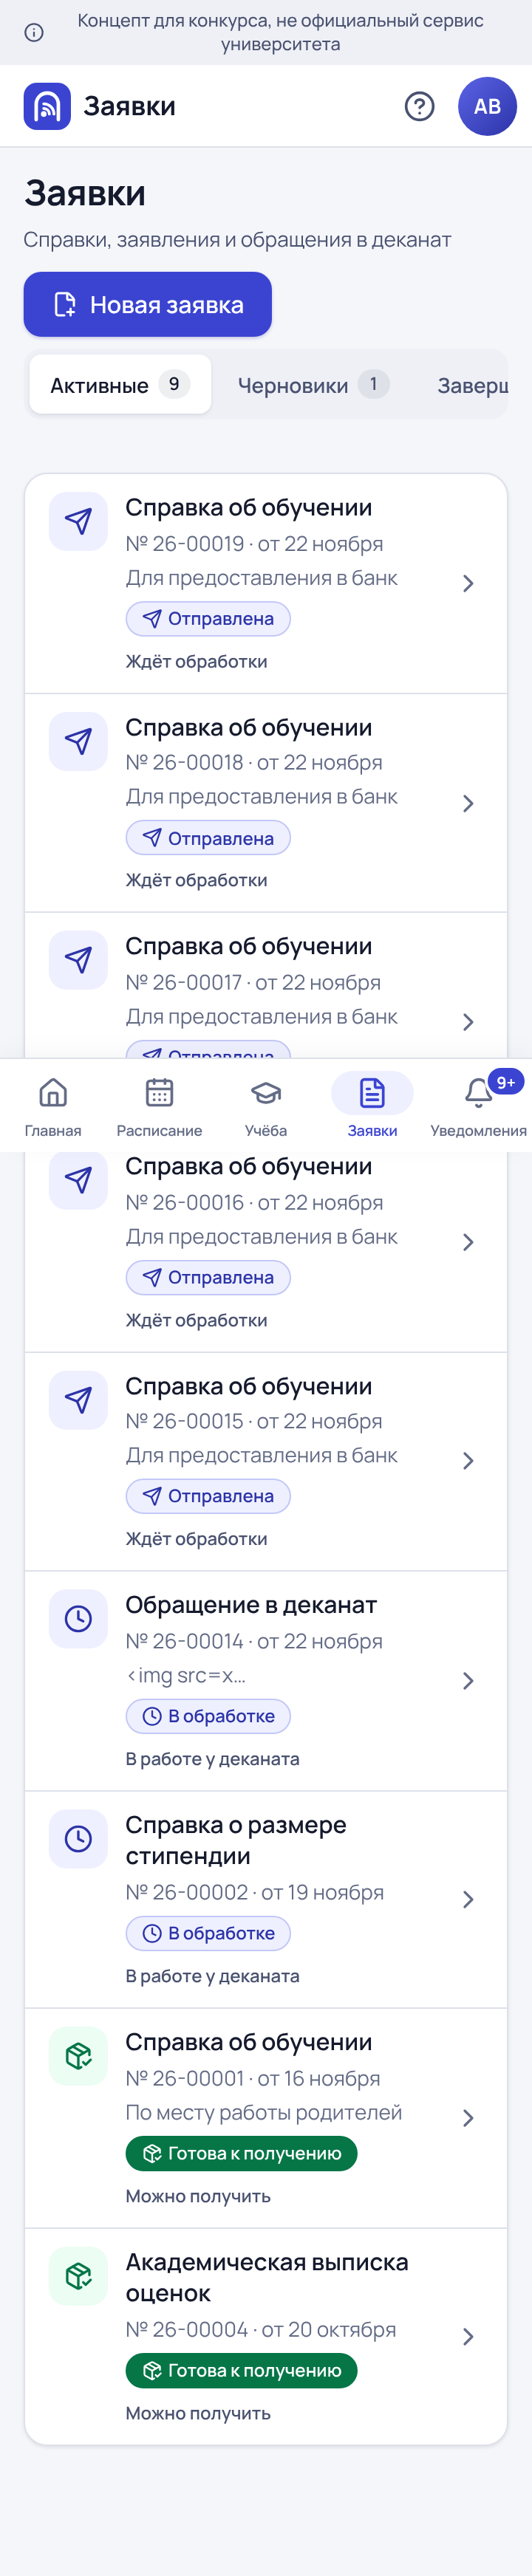 Концепт для конкурса, не официальный сервис
университета
Заявки
АВ
Заявки
Справки, заявления и обращения в деканат
Новая заявка
Активные 9
Черновики 1
Заверш
Справка об обучении
№ 26-00019 · от 22 ноября
Для предоставления в банк
Отправлена
Ждёт обработки
Справка об обучении
№ 26-00018 · от 22 ноября
Для предоставления в банк
Отправлена
Ждёт обработки
Справка об обучении
№ 26-00017 · от 22 ноября
Для предоставления в банк
Отправлена
Главная
Расписание
Учёба
Заявки
9+
Уведомления
Справка об обучении
№ 26-00016 · от 22 ноября
Для предоставления в банк
Отправлена
Ждёт обработки
Справка об обучении
№ 26-00015 · от 22 ноября
Для предоставления в банк
Отправлена
Ждёт обработки
Обращение в деканат
№ 26-00014 · от 22 ноября
<img src=x…
В обработке
В работе у деканата
Справка о размере
стипендии
№ 26-00002 · от 19 ноября
В обработке
В работе у деканата
Справка об обучении
№ 26-00001 · от 16 ноября
По месту работы родителей
Готова к получению
Можно получить
Академическая выписка
оценок
№ 26-00004 · от 20 октября
Готова к получению
Можно получить